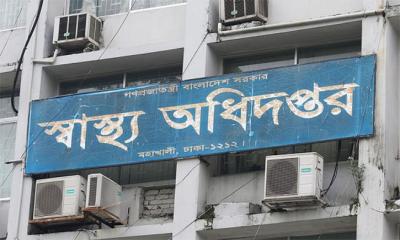 গণপ্রজাতন্ত্রী বাংলাদেশ সরকার
স্বাস্থ্য অধিদপ্তর
মহাখালী, ঢাকা-১২১২